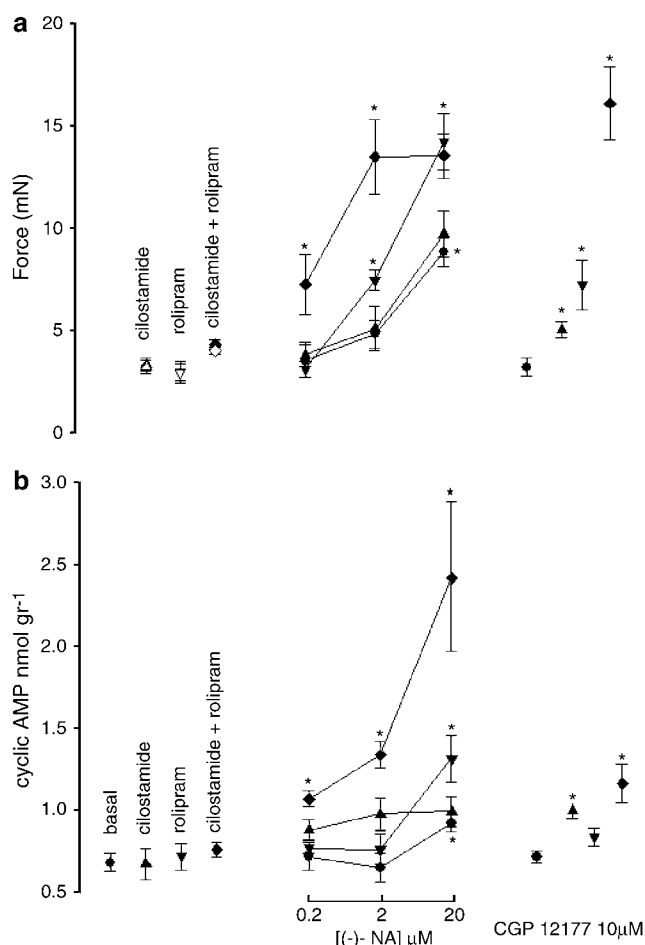 a
20
15
10
5
0
Force (mN)
cilostamide
rolipram
cilostamide + rolipram
* * * * * * * *
b
3.0
2.5
2.0
1.5
1.0
0.5
cyclic AMP nmol gr⁻¹
basal
cilostamide
rolipram
cilostamide + rolipram
* * * * * * *
0.2 2 20
[(-)- NA] μM
CGP 12177 10μM